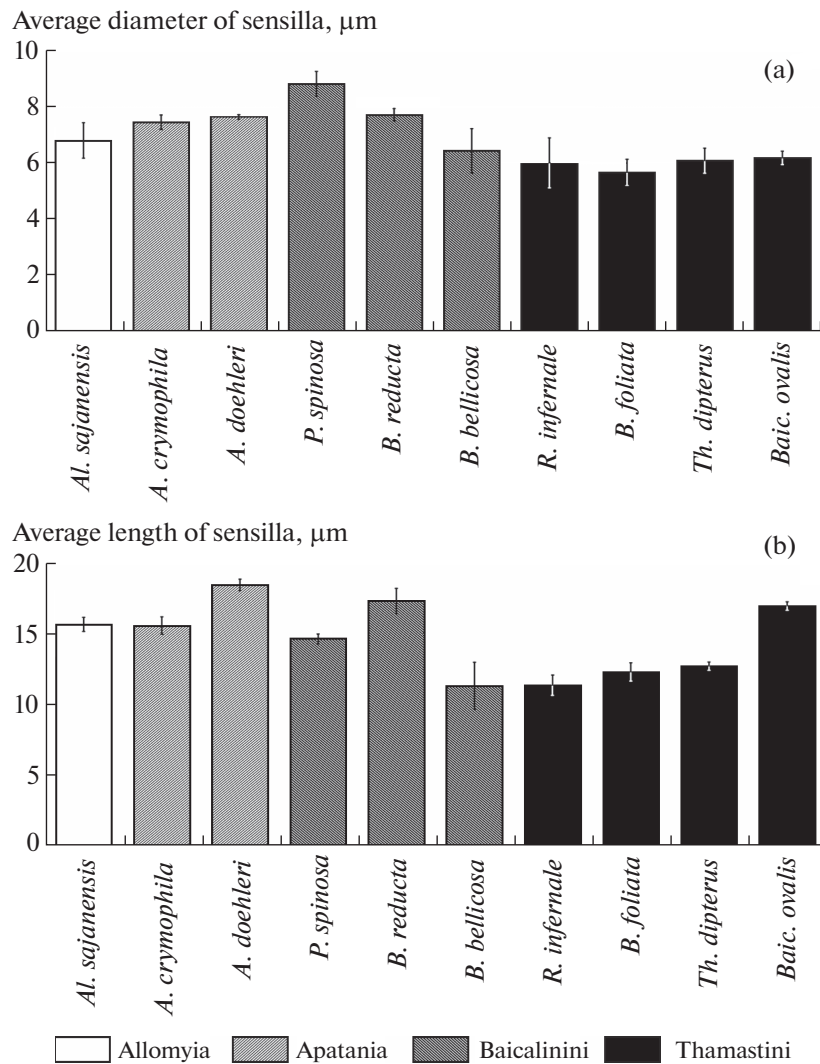 Average diameter of sensilla, μm
(a)
10
8
6
4
2
0
Al. sajanensis
A. crymophila
A. doehleri
P. spinosa
B. reducta
B. bellicosa
R. infernale
B. foliata
Th. dipterus
Baic. ovalis
Average length of sensilla, μm
(b)
20
15
10
5
0
Al. sajanensis
A. crymophila
A. doehleri
P. spinosa
B. reducta
B. bellicosa
R. infernale
B. foliata
Th. dipterus
Baic. ovalis
Allomyia Apatania Baicalinini Thamastini